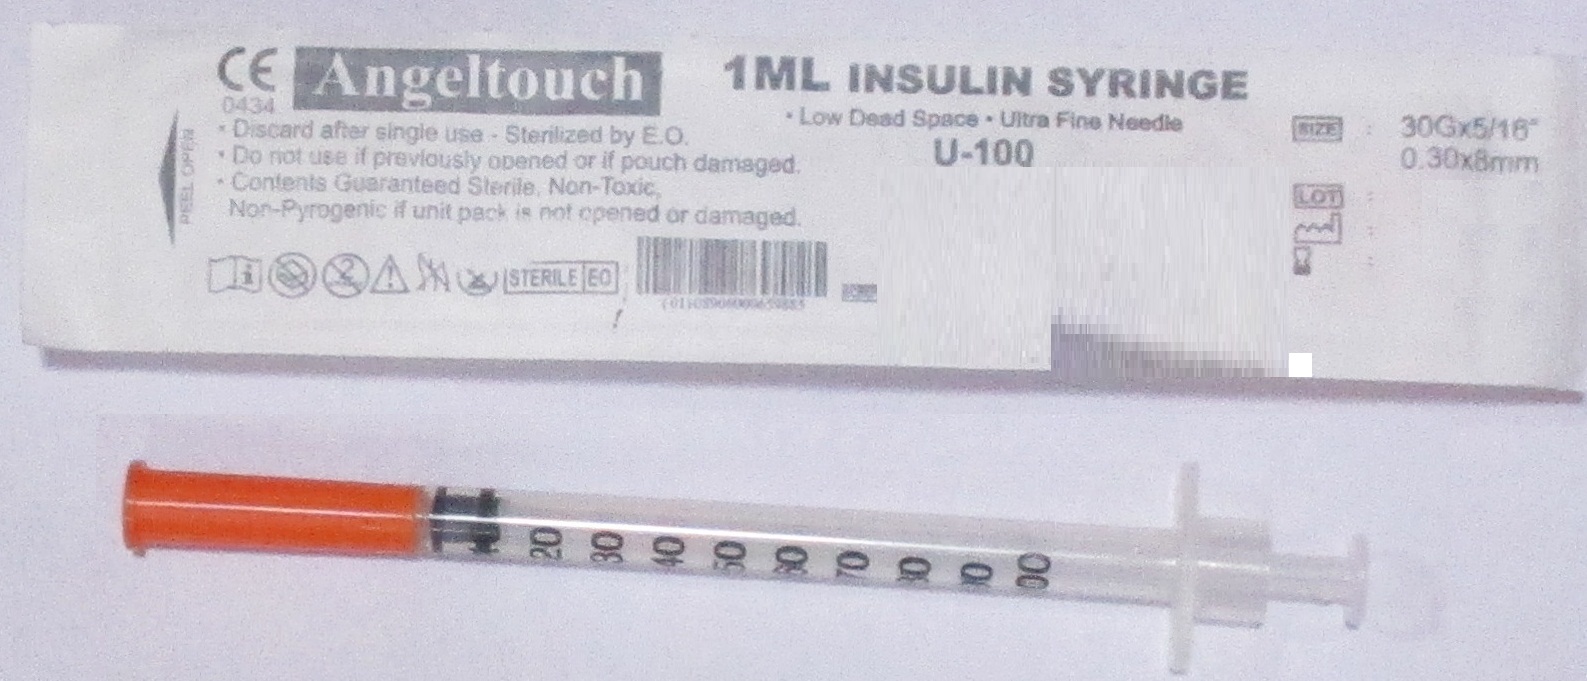 CE
0434
Angeltouch
1ML INSULIN SYRINGE
• Low Dead Space • Ultra Fine Needle
U-100
PEEL OPEN
• Discard after single use - Sterilized by E.O.
• Do not use if previously opened or if pouch damaged.
• Contents Guaranteed Sterile, Non-Toxic,
Non-Pyrogenic if unit pack is not opened or damaged.
SIZE : 30Gx5/16"
0.30x8mm
LOT :
:
:
2
STERILE EO
20 30 40 50 60 70 80 90 00